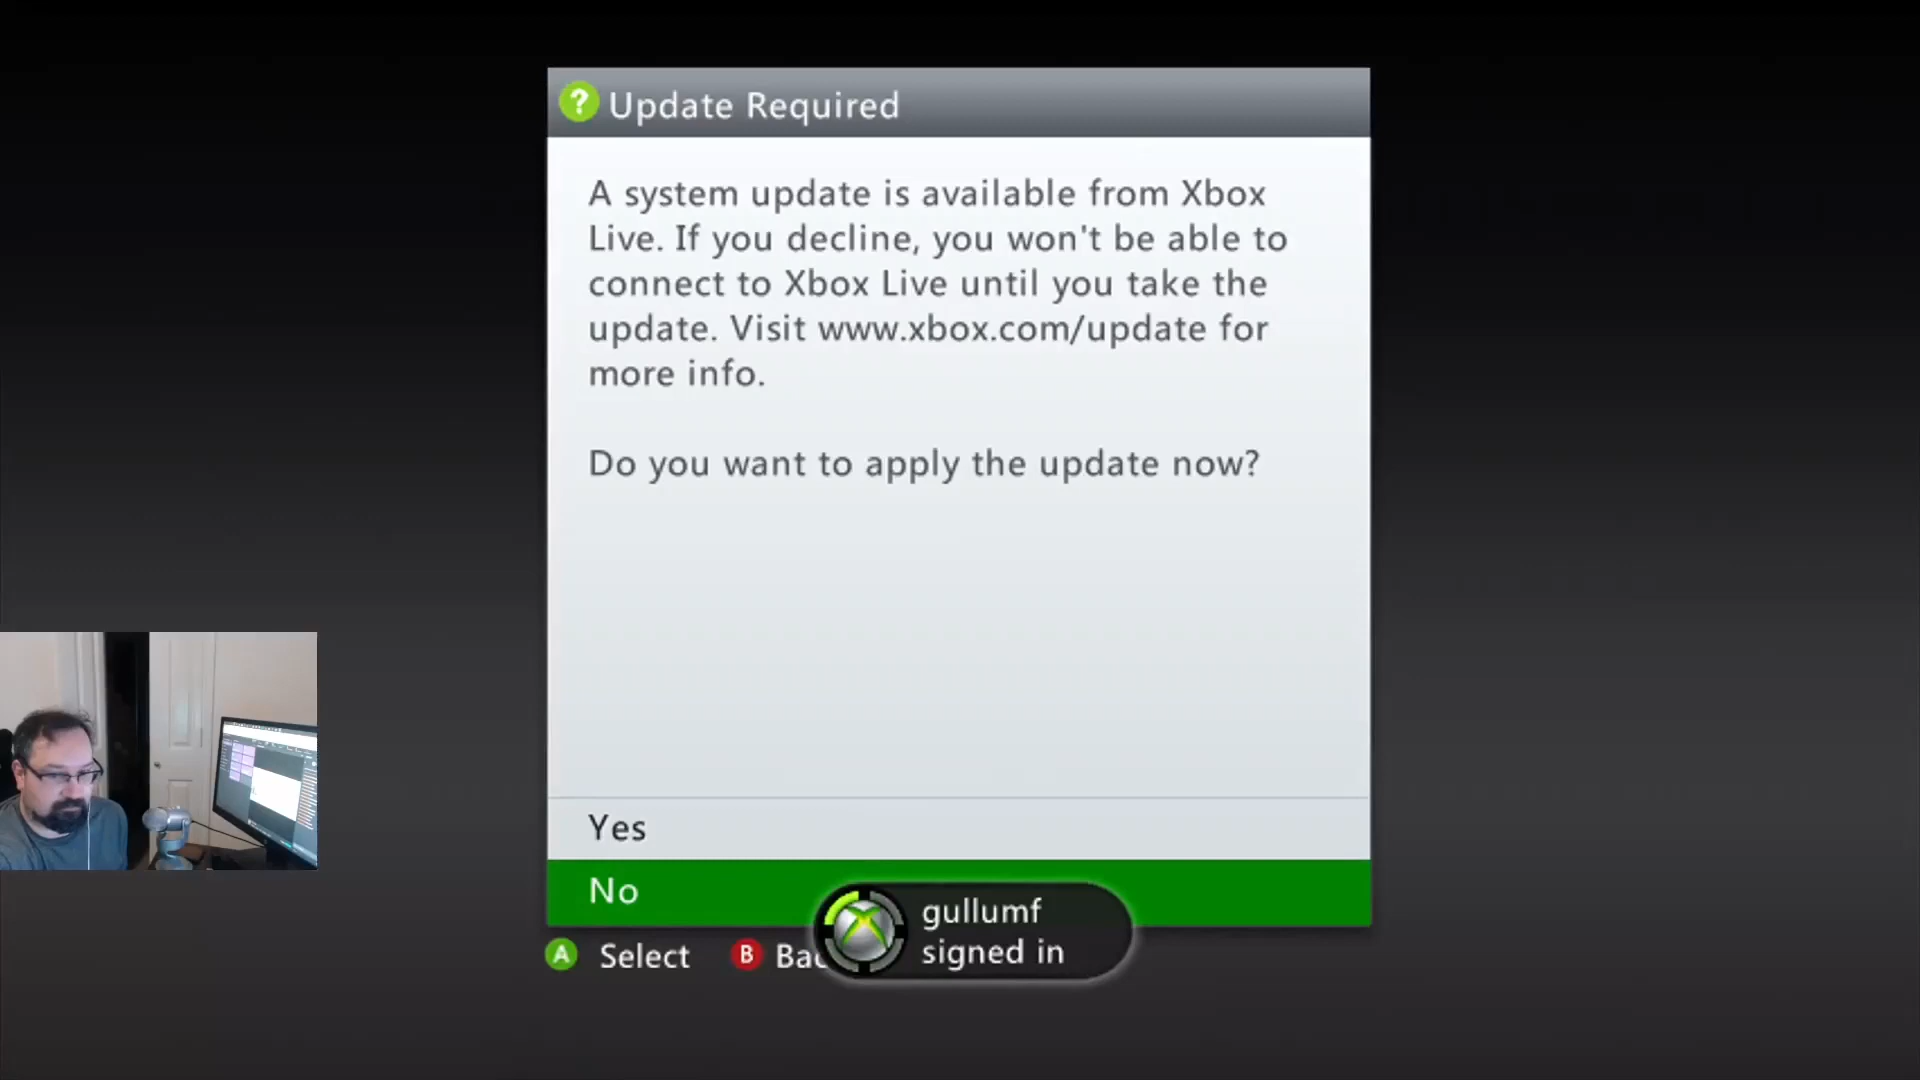 Update Required
A system update is available from Xbox
Live. If you decline, you won't be able to
connect to Xbox Live until you take the
update. Visit www.xbox.com/update for
more info.
Do you want to apply the update now?
Yes
No
gullumf
signed in
A Select B